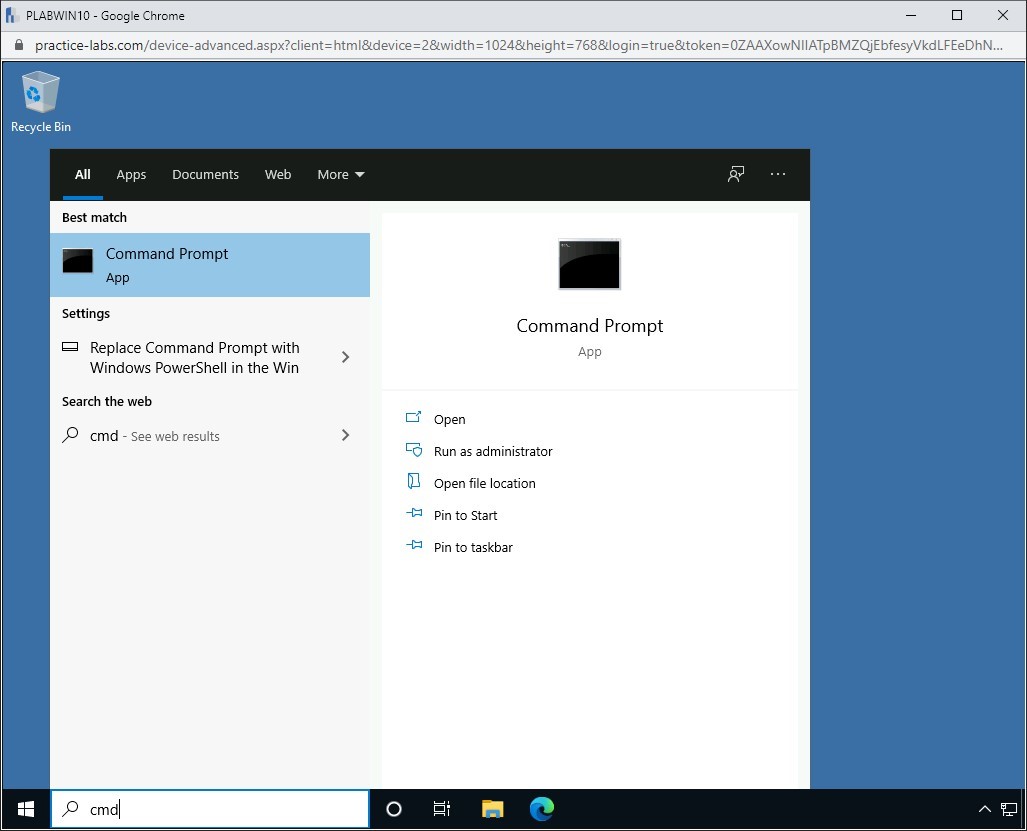 PLABWIN10 - Google Chrome
practice-labs.com/device-advanced.aspx?client=html&device=2&width=1024&height=768&login=true&token=0ZAAXowNIIATpBMZQjEbfesyVkdLFEeDhN...
Recycle Bin
All Apps Documents Web More ...
Best match
Command Prompt
App
Settings
Replace Command Prompt with
Windows PowerShell in the Win
Search the web
cmd - See web results
Command Prompt
App
Open
Run as administrator
Open file location
Pin to Start
Pin to taskbar
cmd